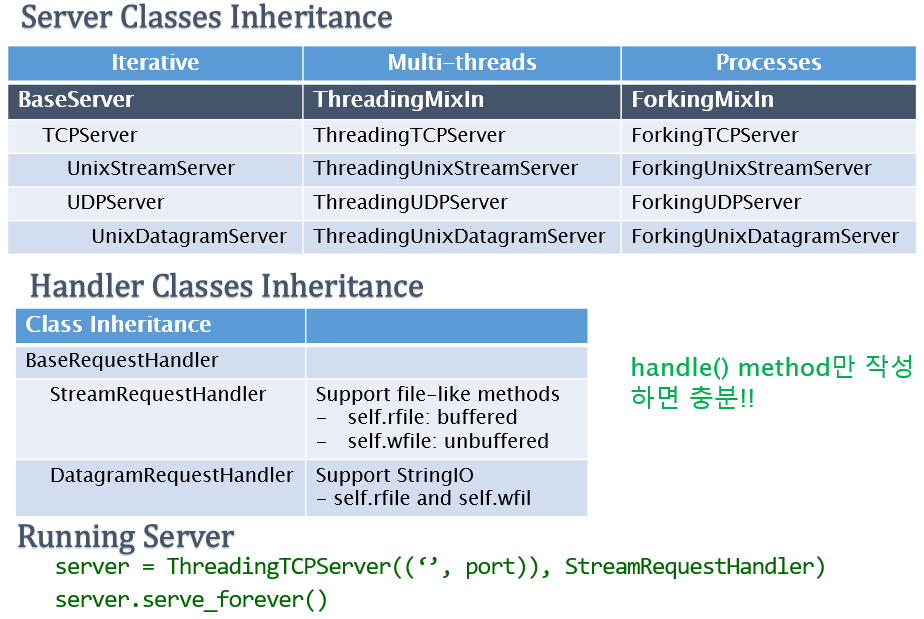 Server Classes Inheritance
Iterative Multi-threads Processes
BaseServer ThreadingMixIn ForkingMixIn
TCPServer ThreadingTCPServer ForkingTCPServer
UnixStreamServer ThreadingUnixStreamServer ForkingUnixStreamServer
UDPServer ThreadingUDPServer ForkingUDPServer
UnixDatagramServer ThreadingUnixDatagramServer ForkingUnixDatagramServer
Handler Classes Inheritance
Class Inheritance
BaseRequestHandler
StreamRequestHandler Support file-like methods
- self.rfile: buffered
- self.wfile: unbuffered
DatagramRequestHandler Support StringIO
- self.rfile and self.wfil
handle() method만 작성
하면 충분!!
Running Server
server = ThreadingTCPServer((‘’, port)), StreamRequestHandler)
server.serve_forever()